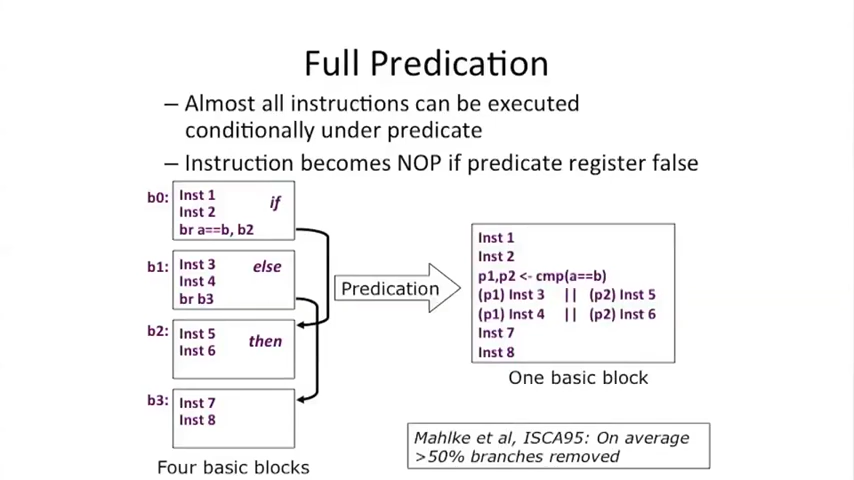 Full Predication
– Almost all instructions can be executed
conditionally under predicate
– Instruction becomes NOP if predicate register false
b0:
Inst 1
if
Inst 2
br a==b, b2
b1:
Inst 3
else
Inst 4
br b3
b2:
Inst 5
then
Inst 6
b3:
Inst 7
Inst 8
Four basic blocks
Predication
Inst 1
Inst 2
p1,p2 <- cmp(a==b)
(p1) Inst 3 || (p2) Inst 5
(p1) Inst 4 || (p2) Inst 6
Inst 7
Inst 8
One basic block
Mahlke et al, ISCA95: On average
>50% branches removed